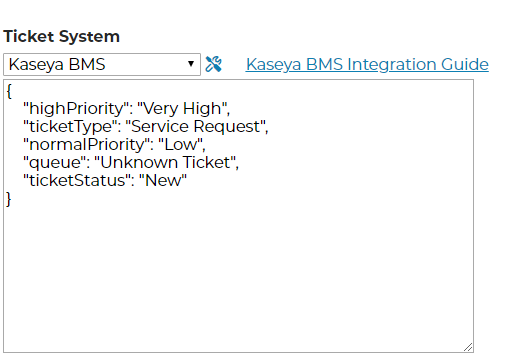 Ticket System
Kaseya BMS Kaseya BMS Integration Guide
{
"highPriority": "Very High",
"ticketType": "Service Request",
"normalPriority": "Low",
"queue": "Unknown Ticket",
"ticketStatus": "New"
}